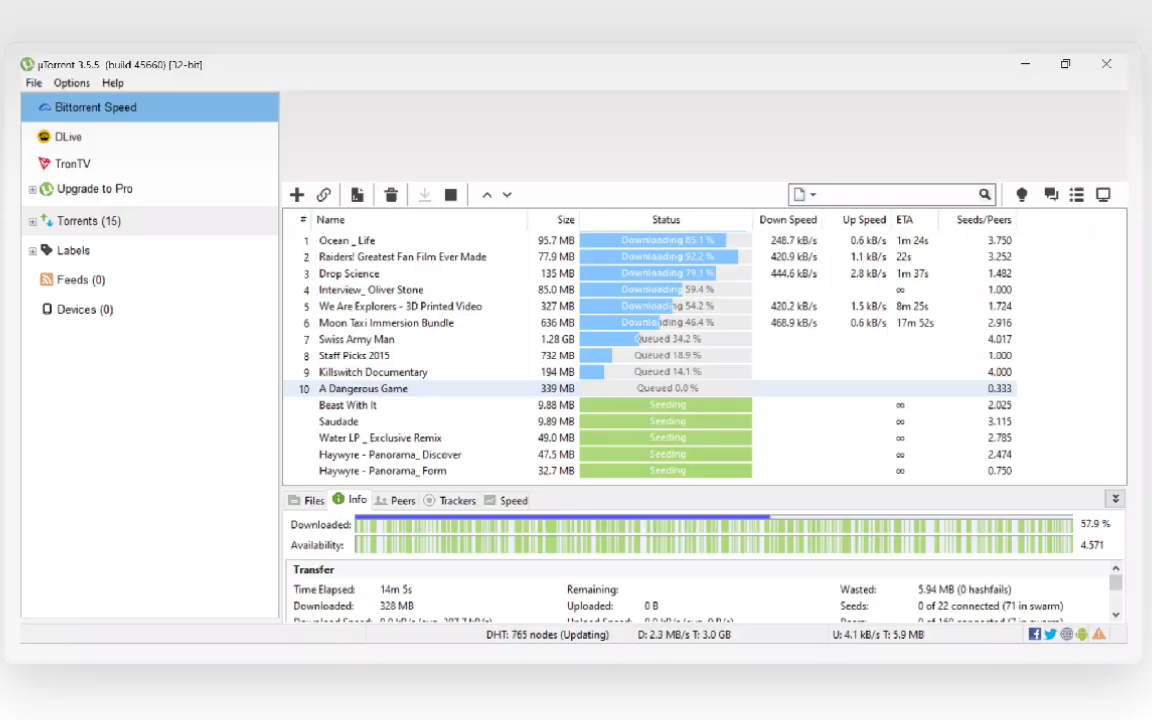 µTorrent 3.5.5 (build 45660) [32-bit]
File Options Help
Bittorrent Speed
DLive
TronTV
Upgrade to Pro
Torrents (15)
Labels
Feeds (0)
Devices (0)
# Name Size Status Down Speed Up Speed ETA Seeds/Peers
1 Ocean _ Life 95.7 MB Downloading 85.1 % 248.7 kB/s 0.6 kB/s 1m 24s 3.750
2 Raiders! Greatest Fan Film Ever Made 77.9 MB Downloading 92.2 % 420.9 kB/s 1.1 kB/s 22s 3.252
3 Drop Science 135 MB Downloading 79.1 % 444.6 kB/s 2.8 kB/s 1m 37s 1.482
4 Interview_ Oliver Stone 85.0 MB Downloading 59.4 % ∞ 1.000
5 We Are Explorers - 3D Printed Video 327 MB Downloading 54.2 % 420.2 kB/s 1.5 kB/s 8m 25s 1.724
6 Moon Taxi Immersion Bundle 636 MB Downloading 46.4 % 468.9 kB/s 0.6 kB/s 17m 52s 2.916
7 Swiss Army Man 1.28 GB Queued 34.2 % 4.017
8 Staff Picks 2015 732 MB Queued 18.9 % 1.000
9 Killswitch Documentary 194 MB Queued 14.1 % 4.000
10 A Dangerous Game 339 MB Queued 0.0 % 0.333
Beast With It 9.88 MB Seeding ∞ 2.025
Saudade 9.89 MB Seeding ∞ 3.115
Water LP _ Exclusive Remix 49.0 MB Seeding ∞ 2.785
Haywyre - Panorama_ Discover 47.5 MB Seeding ∞ 2.474
Haywyre - Panorama_ Form 32.7 MB Seeding ∞ 0.750
Files Info Peers Trackers Speed
Downloaded: 57.9 %
Availability: 4.571
Transfer
Time Elapsed: 14m 5s Remaining: Wasted: 5.94 MB (0 hashfails)
Downloaded: 328 MB Uploaded: 0 B Seeds: 0 of 22 connected (71 in swarm)
DHT: 765 nodes (Updating) D: 2.3 MB/s T: 3.0 GB U: 4.1 kB/s T: 5.9 MB